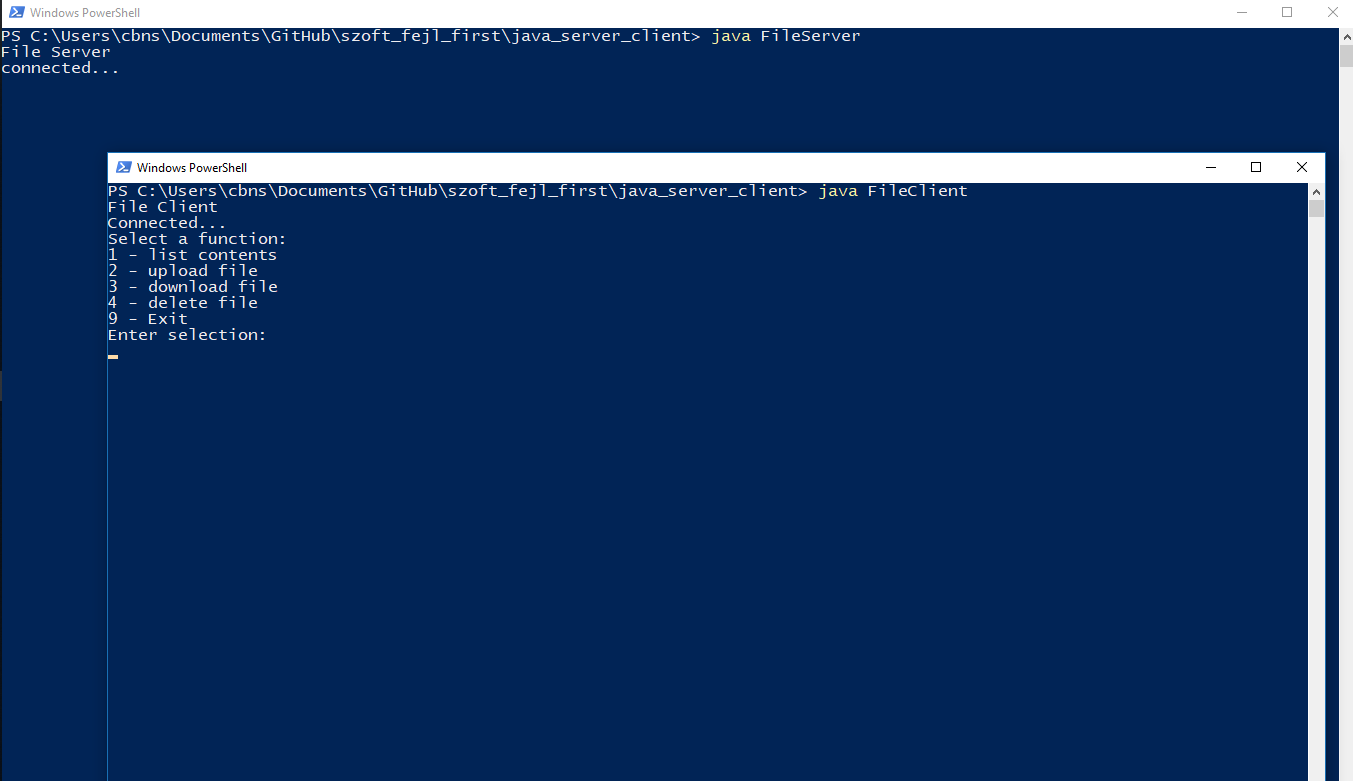 Windows PowerShell
PS C:\Users\cbns\Documents\GitHub\szoft_fejl_first\java_server_client> java FileServer
File Server
connected...
Windows PowerShell
PS C:\Users\cbns\Documents\GitHub\szoft_fejl_first\java_server_client> java FileClient
File Client
Connected...
Select a function:
1 - list contents
2 - upload file
3 - download file
4 - delete file
9 - Exit
Enter selection: